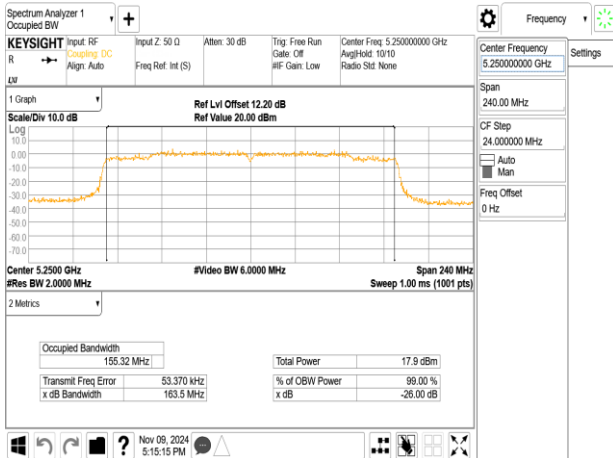 Spectrum Analyzer 1
Occupied BW
+
Frequency
KEYSIGHT
R
Input: RF
Coupling: DC
Align: Auto
Input Z: 50 Ω
Freq Ref: Int (S)
Atten: 30 dB
Trig: Free Run
Gate: Off
#IF Gain: Low
Center Freq: 5.250000000 GHz
Avg|Hold: 10/10
Radio Std: None
Center Frequency
5.250000000 GHz
Settings
Span
240.00 MHz
CF Step
24.000000 MHz
Auto
Man
Freq Offset
0 Hz
1 Graph
Scale/Div 10.0 dB
Ref Lvl Offset 12.20 dB
Ref Value 20.00 dBm
Log
10.0
0.00
-10.0
-20.0
-30.0
-40.0
-50.0
-60.0
-70.0
Center 5.2500 GHz
#Video BW 6.0000 MHz
Span 240 MHz
#Res BW 2.0000 MHz
Sweep 1.00 ms (1001 pts)
2 Metrics
Occupied Bandwidth
155.32 MHz
Total Power 17.9 dBm
Transmit Freq Error 53.370 kHz
% of OBW Power 99.00 %
x dB Bandwidth 163.5 MHz
x dB -26.00 dB
?
Nov 09, 2024
5:15:15 PM